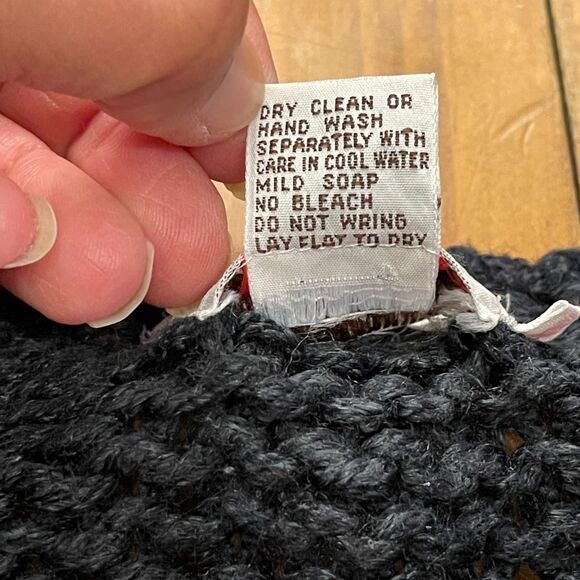 DRY CLEAN OR
HAND WASH
SEPARATELY WITH
CARE IN COOL WATER
MILD SOAP
NO BLEACH
DO NOT WRING
LAY FLAT TO DRY